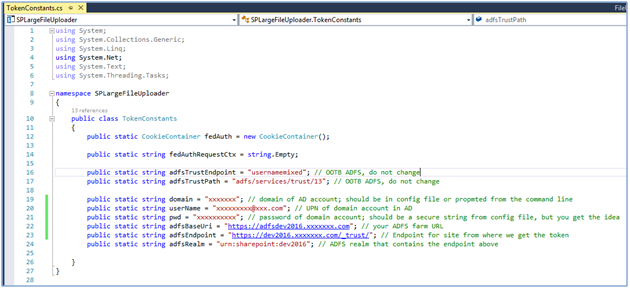 TokenConstants.cs
SPLargeFileUploader
SPLargeFileUploader.TokenConstants
adfsTrustPath
1 using System;
2 using System.Collections.Generic;
3 using System.Linq;
4 using System.Net;
5 using System.Text;
6 using System.Threading.Tasks;
7
8 namespace SPLargeFileUploader
9 {
13 references
10 public class TokenConstants
11 {
12 public static CookieContainer fedAuth = new CookieContainer();
13
14 public static string fedAuthRequestCtx = string.Empty;
15
16 public static string adfsTrustEndpoint = "usernamemixed"; // OOTB ADFS, do not change
17 public static string adfsTrustPath = "adfs/services/trust/13"; // OOTB ADFS, do not change
18
19 public static string domain = "xxxxxxx"; // domain of AD account; should be in config file or propmted from the command line
20 public static string userName = "xxxxxxxxx@xxx.com"; // UPN of domain account in AD
21 public static string pwd = "xxxxxxxxxx"; // password of domain account; should be a secure string from config file, but you get the idea
22 public static string adfsBaseUri = "https://adfsdev2016.xxxxxxx.com"; // your ADFS farm URL
23 public static string adfsEndpoint = "https://dev2016.xxxxxxx.com/_trust/"; // Endpoint for site from where we get the token
24 public static string adfsRealm = "urn:sharepoint:dev2016"; // ADFS realm that contains the endpoint above
25
26 }
27 }
28